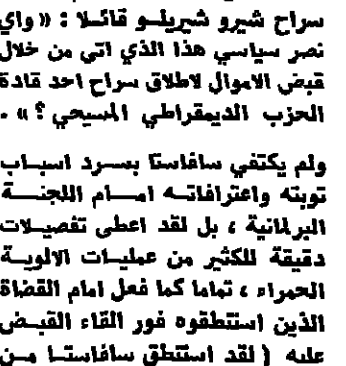 سراح شيرو شيريلو قائلا : « واي
نصر سياسي هذا الذي اتى من خلال
قبض الاموال لاطلاق سراح احد قادة
الحزب الديمقراطي المسيحي ؟ » .
ولم يكتفي سافاستا بسرد اسباب
توبته واعترافاته امام اللجنة
البرلمانية ، بل لقد اعطى تفصيلات
دقيقة للكثير من عمليات الالوية
الحمراء ، تماما كما فعل امام القضاة
الذين استنطقوه فور القاء القبض
عليه ( لقد استنطق سافاستا من